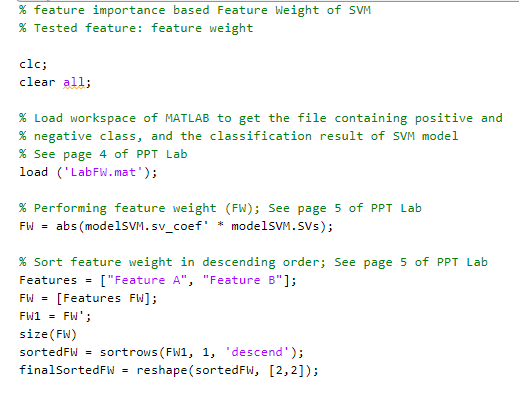 % feature importance based Feature Weight of SVM
% Tested feature: feature weight
clc;
clear all;
% Load workspace of MATLAB to get the file containing positive and
% negative class, and the classification result of SVM model
% See page 4 of PPT Lab
load ('LabFW.mat');
% Performing feature weight (FW); See page 5 of PPT Lab
FW = abs(modelSVM.sv_coef' * modelSVM.SVs);
% Sort feature weight in descending order; See page 5 of PPT Lab
Features = ["Feature A", "Feature B"];
FW = [Features FW];
FW1 = FW';
size(FW)
sortedFW = sortrows(FW1, 1, 'descend');
finalSortedFW = reshape(sortedFW, [2,2]);